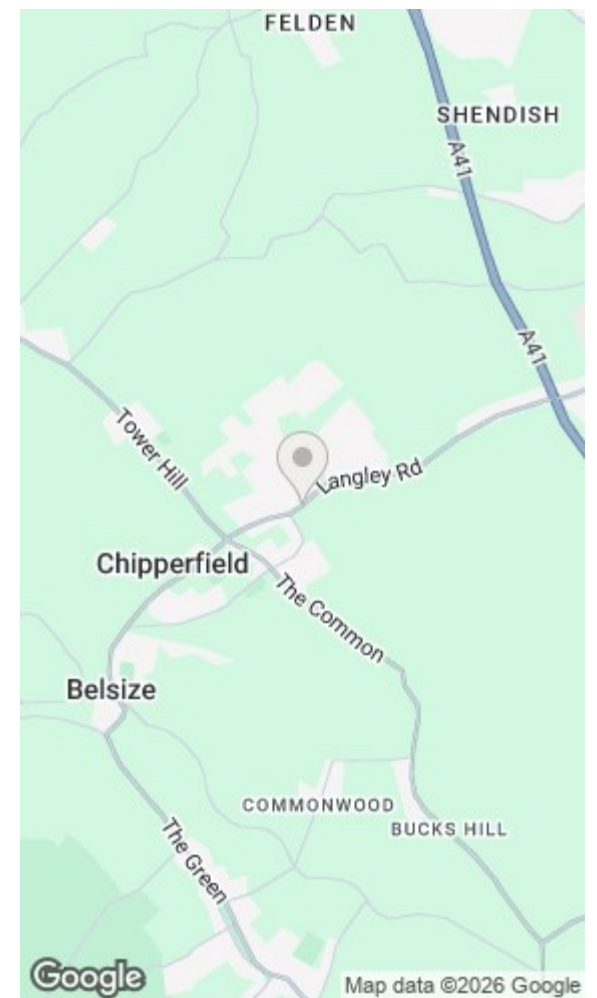 FELDEN
SHENDISH
A41
A41
Tower Hill
Langley Rd
Chipperfield
The Common
Belsize
COMMONWOOD
BUCKS HILL
The Green
Google
Map data ©2026 Google